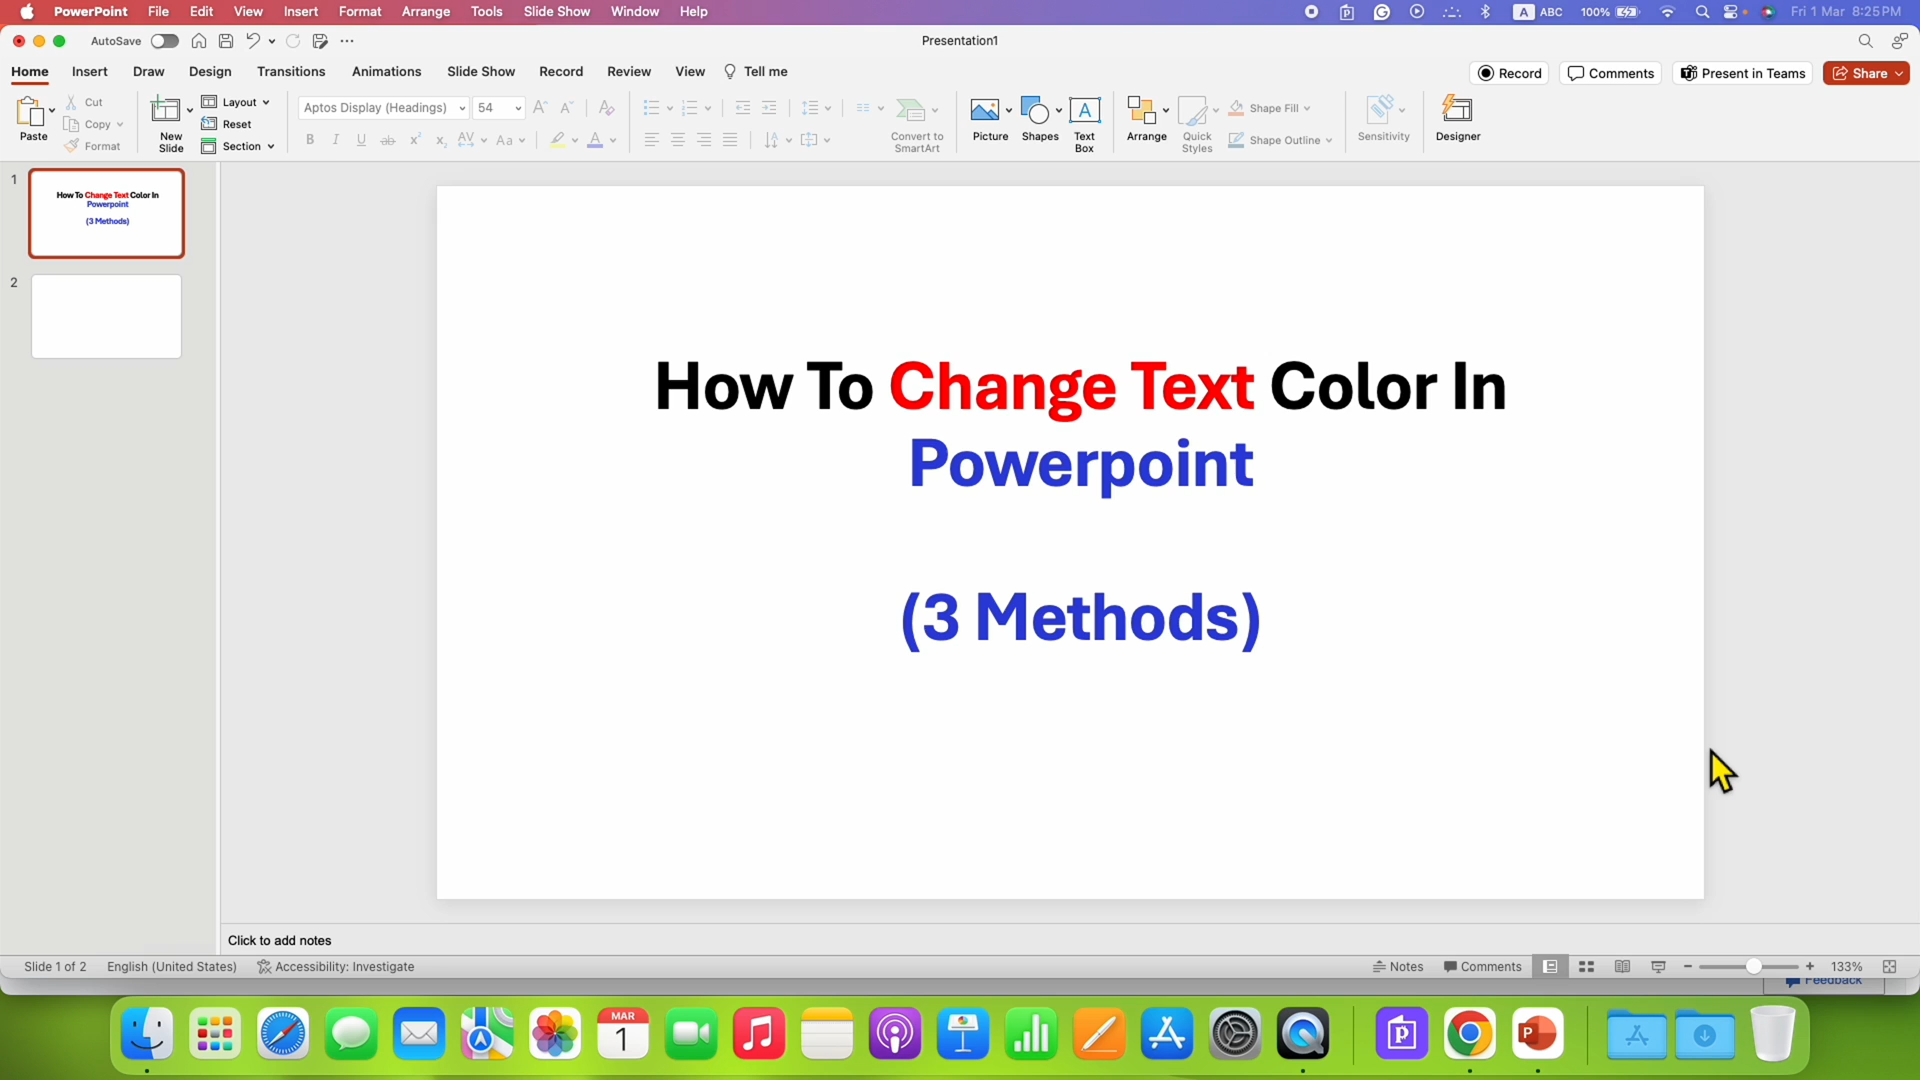 PowerPoint File Edit View Insert Format Arrange Tools Slide Show Window Help A ABC 100% Fri 1 Mar 8:25 PM
AutoSave Presentation1
Home Insert Draw Design Transitions Animations Slide Show Record Review View Tell me Record Comments Present in Teams Share
Paste Cut Copy Format
New Slide Layout Reset Section
Aptos Display (Headings) 54
Convert to SmartArt
Picture Shapes Text Box
Arrange Quick Styles Shape Fill Shape Outline
Sensitivity Designer
1
How To Change Text Color In
Powerpoint
(3 Methods)
2
How To Change Text Color In
Powerpoint
(3 Methods)
Click to add notes
Slide 1 of 2 English (United States) Accessibility: Investigate Notes Comments 133%
Feedback
MAR
1